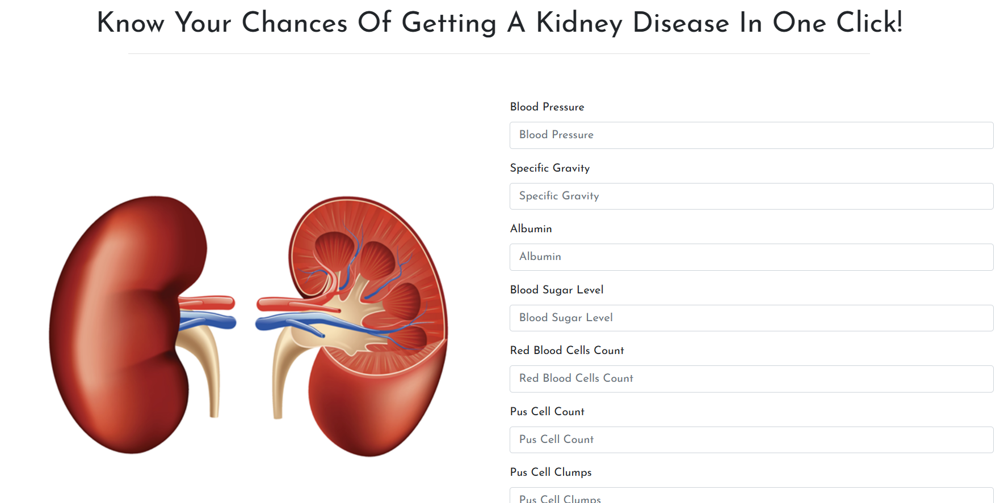 Know Your Chances Of Getting A Kidney Disease In One Click!
Blood Pressure
Blood Pressure
Specific Gravity
Specific Gravity
Albumin
Albumin
Blood Sugar Level
Blood Sugar Level
Red Blood Cells Count
Red Blood Cells Count
Pus Cell Count
Pus Cell Count
Pus Cell Clumps
Pus Cell Clumps